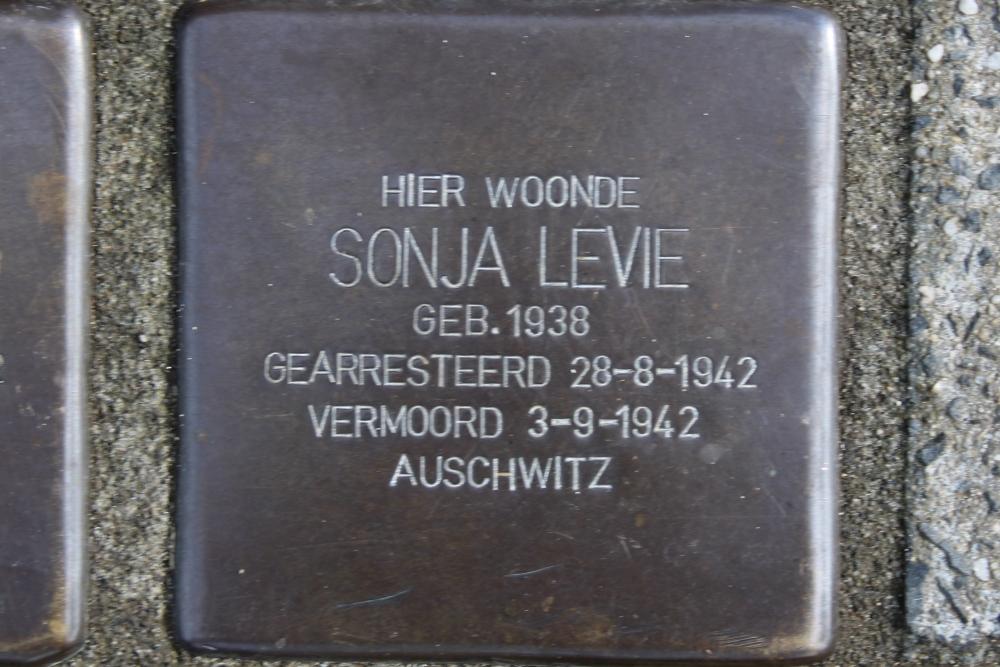 HIER WOONDE
SONJA LEVIE
GEB. 1938
GEARRESTEERD 28-8-1942
VERMOORD 3-9-1942
AUSCHWITZ